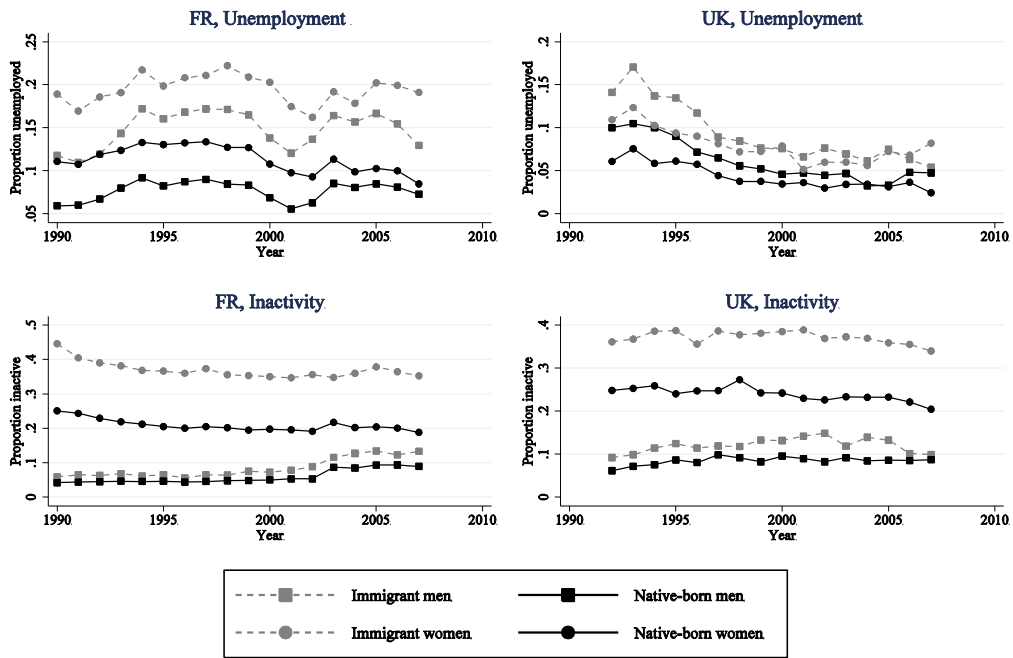 FR, Unemployment
UK, Unemployment
Proportion unemployed
.05 .1 .15 .2 .25
1990 1995 2000 2005 2010
Year
Proportion unemployed
0 .05 .1 .15 .2
1990 1995 2000 2005 2010
Year
FR, Inactivity
UK, Inactivity
Proportion inactive
0 .1 .2 .3 .4 .5
1990 1995 2000 2005 2010
Year
Proportion inactive
0 .1 .2 .3 .4
1990 1995 2000 2005 2010
Year
Immigrant men
Native-born men
Immigrant women
Native-born women